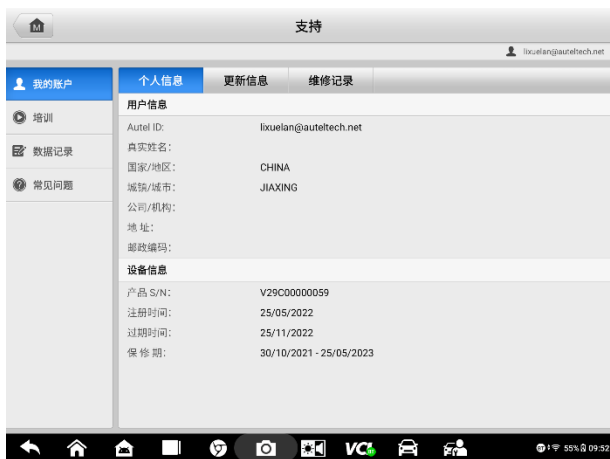 支持
lixuelan@auteltech.net
我的账户
培训
数据记录
常见问题
个人信息 更新信息 维修记录
用户信息
Autel ID: lixuelan@auteltech.net
真实姓名:
国家/地区: CHINA
城镇/城市: JIAXING
公司/机构:
地 址:
邮政编码:
设备信息
产品 S/N: V29C00000059
注册时间: 25/05/2022
过期时间: 25/11/2022
保 修 期: 30/10/2021 - 25/05/2023
VCI 55% 09:52